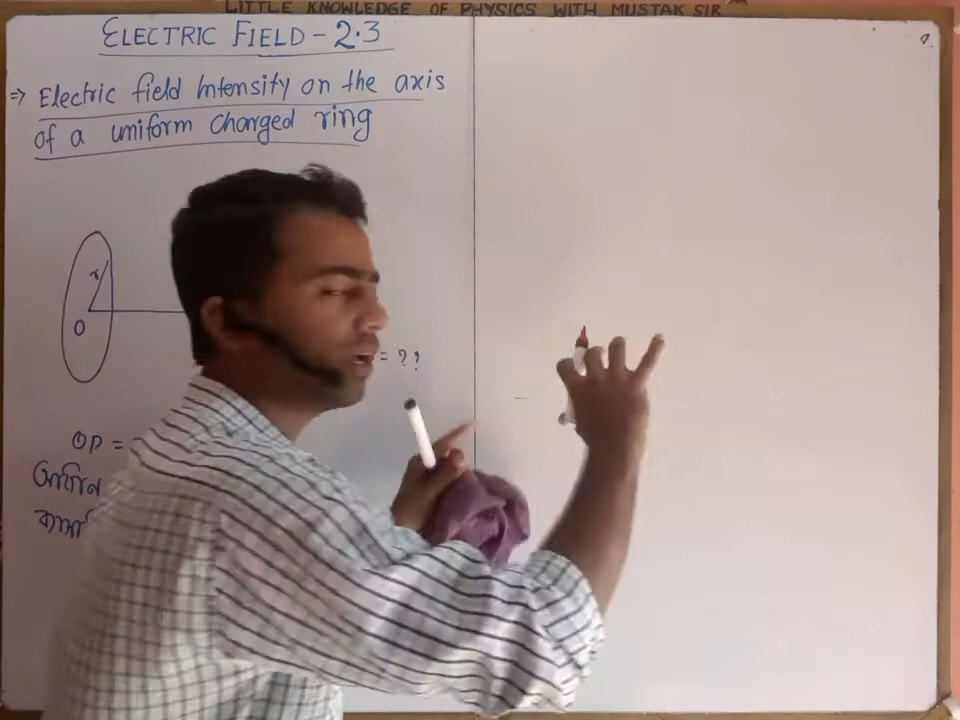 LITTLE KNOWLEDGE OF PHYSICS WITH MUSTAK SIR
ELECTRIC FIELD - 2.3
⇒ Electric field Intensity on the axis
of a uniform charged ring
r
O
= ??
OP =